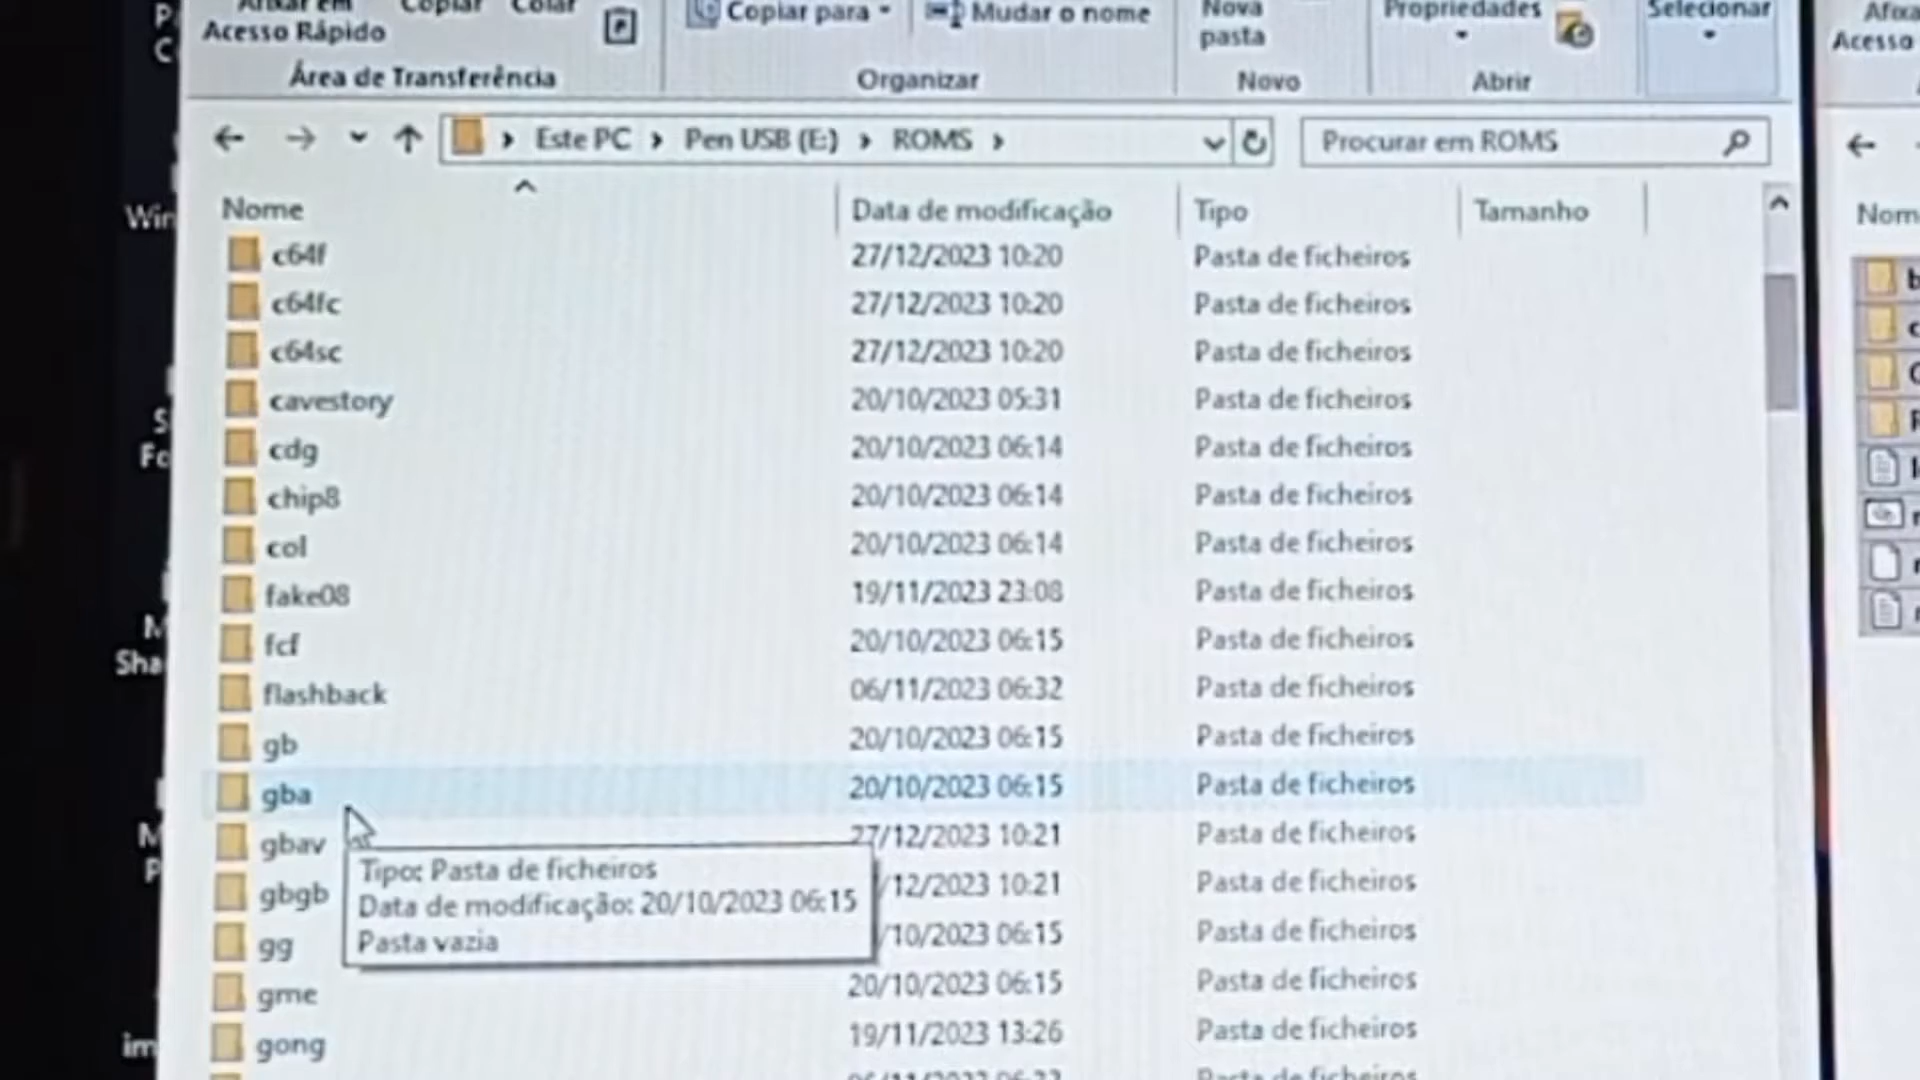 Afixar em
Acesso Rápido
Copiar
Colar
Área de Transferência
Copiar para
Mudar o nome
Organizar
Nova
pasta
Novo
Propriedades
Abrir
Selecionar
Acesso
Este PC > Pen USB (E:) > ROMS >
Procurar em ROMS
Nome Data de modificação Tipo Tamanho
c64f 27/12/2023 10:20 Pasta de ficheiros
c64fc 27/12/2023 10:20 Pasta de ficheiros
c64sc 27/12/2023 10:20 Pasta de ficheiros
cavestory 20/10/2023 05:31 Pasta de ficheiros
cdg 20/10/2023 06:14 Pasta de ficheiros
chip8 20/10/2023 06:14 Pasta de ficheiros
col 20/10/2023 06:14 Pasta de ficheiros
fake08 19/11/2023 23:08 Pasta de ficheiros
fcf 20/10/2023 06:15 Pasta de ficheiros
flashback 06/11/2023 06:32 Pasta de ficheiros
gb 20/10/2023 06:15 Pasta de ficheiros
gba 20/10/2023 06:15 Pasta de ficheiros
gbav 27/12/2023 10:21 Pasta de ficheiros
gbgb /12/2023 10:21 Pasta de ficheiros
gg /10/2023 06:15 Pasta de ficheiros
gme 20/10/2023 06:15 Pasta de ficheiros
gong 19/11/2023 13:26 Pasta de ficheiros
Tipo: Pasta de ficheiros
Data de modificação: 20/10/2023 06:15
Pasta vazia